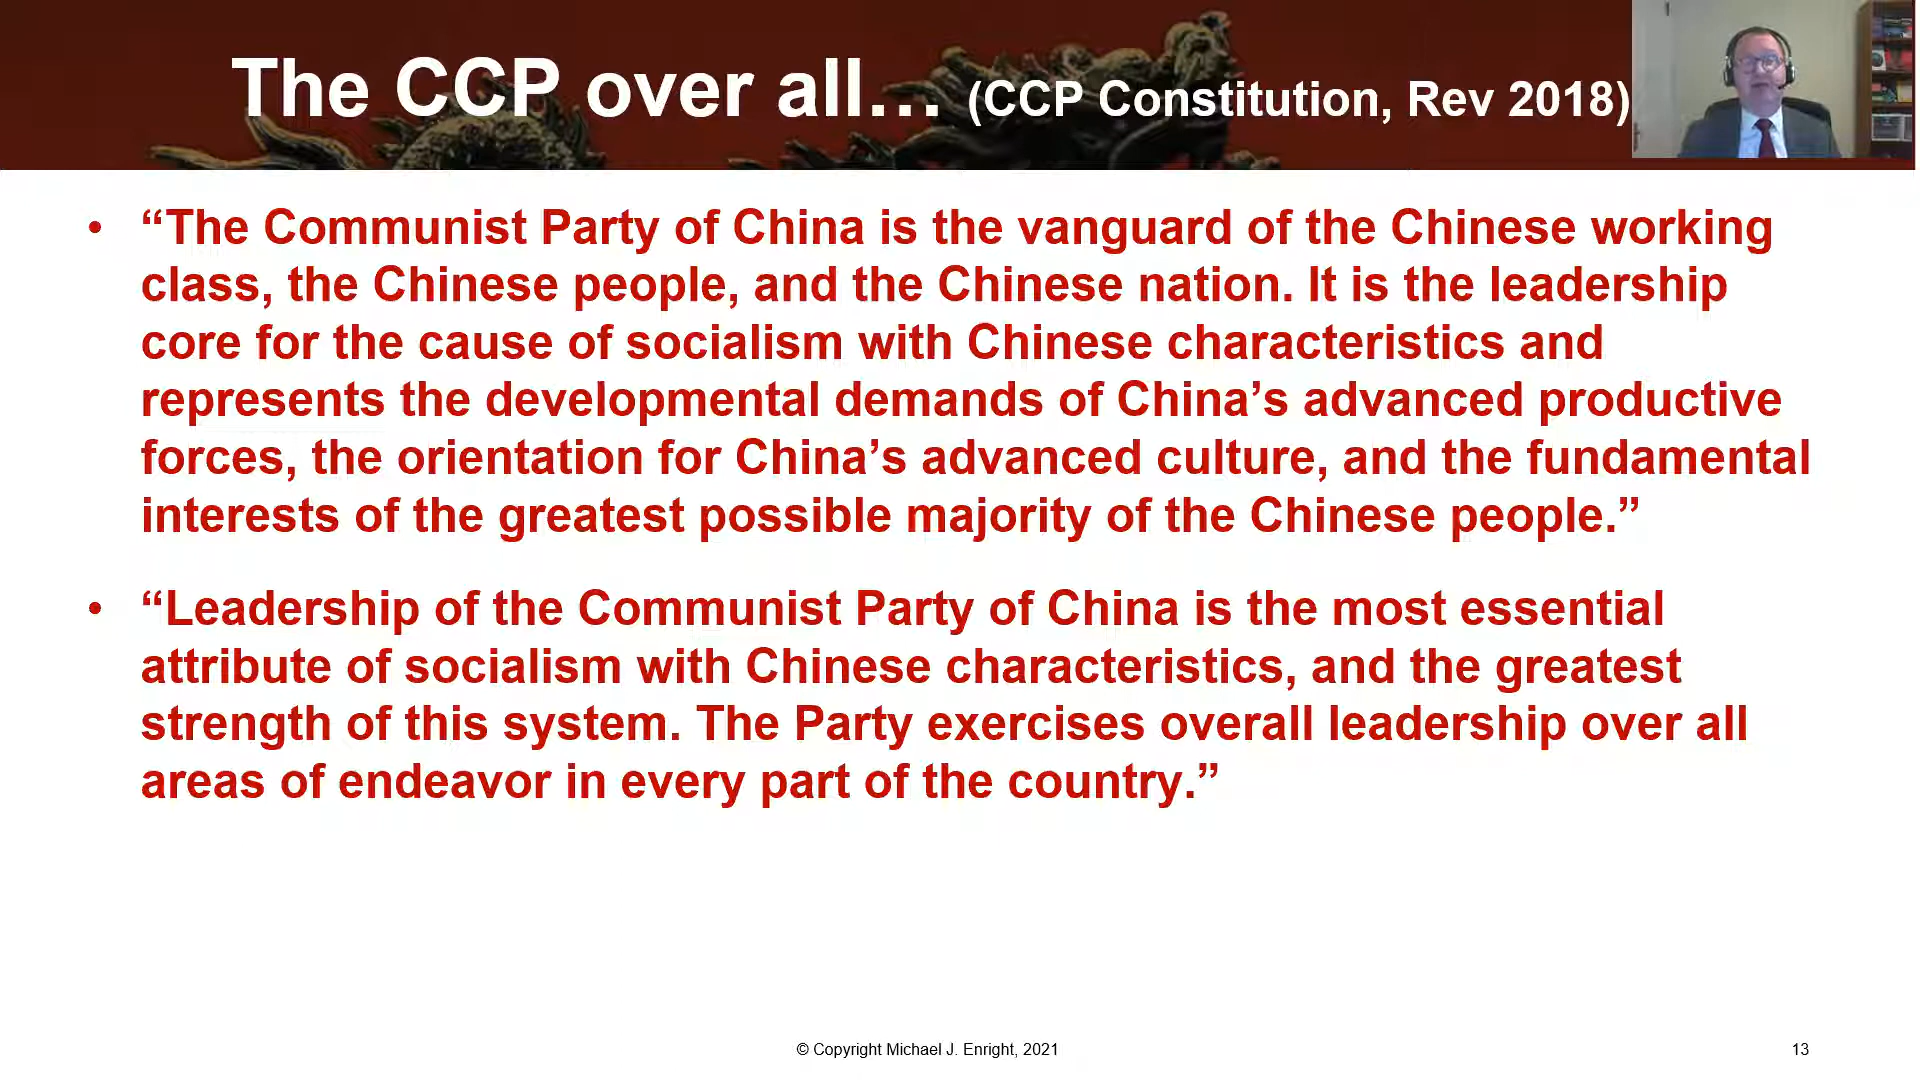 The CCP over all… (CCP Constitution, Rev 2018)
• “The Communist Party of China is the vanguard of the Chinese working
class, the Chinese people, and the Chinese nation. It is the leadership
core for the cause of socialism with Chinese characteristics and
represents the developmental demands of China’s advanced productive
forces, the orientation for China’s advanced culture, and the fundamental
interests of the greatest possible majority of the Chinese people.”
• “Leadership of the Communist Party of China is the most essential
attribute of socialism with Chinese characteristics, and the greatest
strength of this system. The Party exercises overall leadership over all
areas of endeavor in every part of the country.”
© Copyright Michael J. Enright, 2021
13